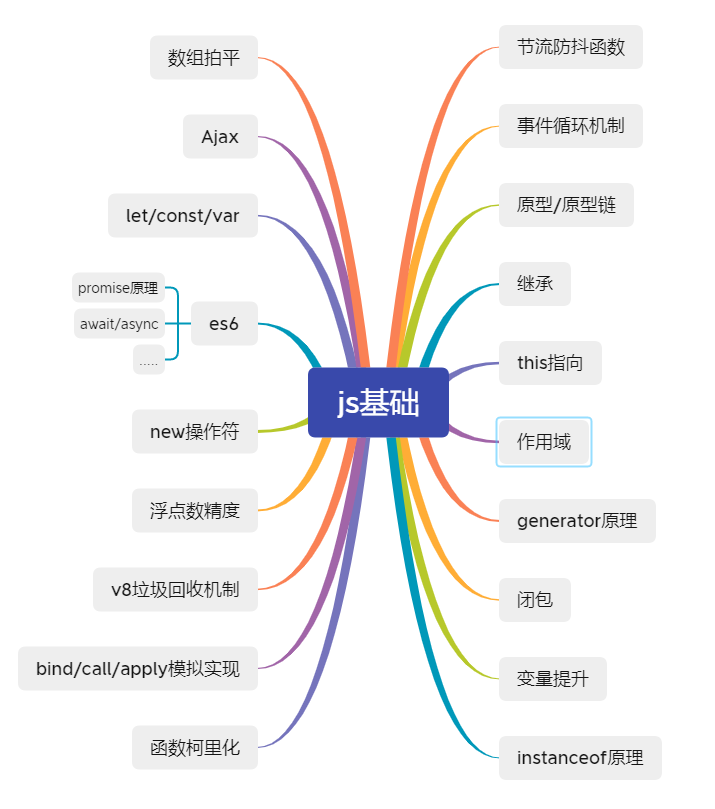 js基础
节流防抖函数
事件循环机制
原型/原型链
继承
this指向
作用域
generator原理
闭包
变量提升
instanceof原理
数组拍平
Ajax
let/const/var
es6
promise原理
await/async
.....
new操作符
浮点数精度
v8垃圾回收机制
bind/call/apply模拟实现
函数柯里化